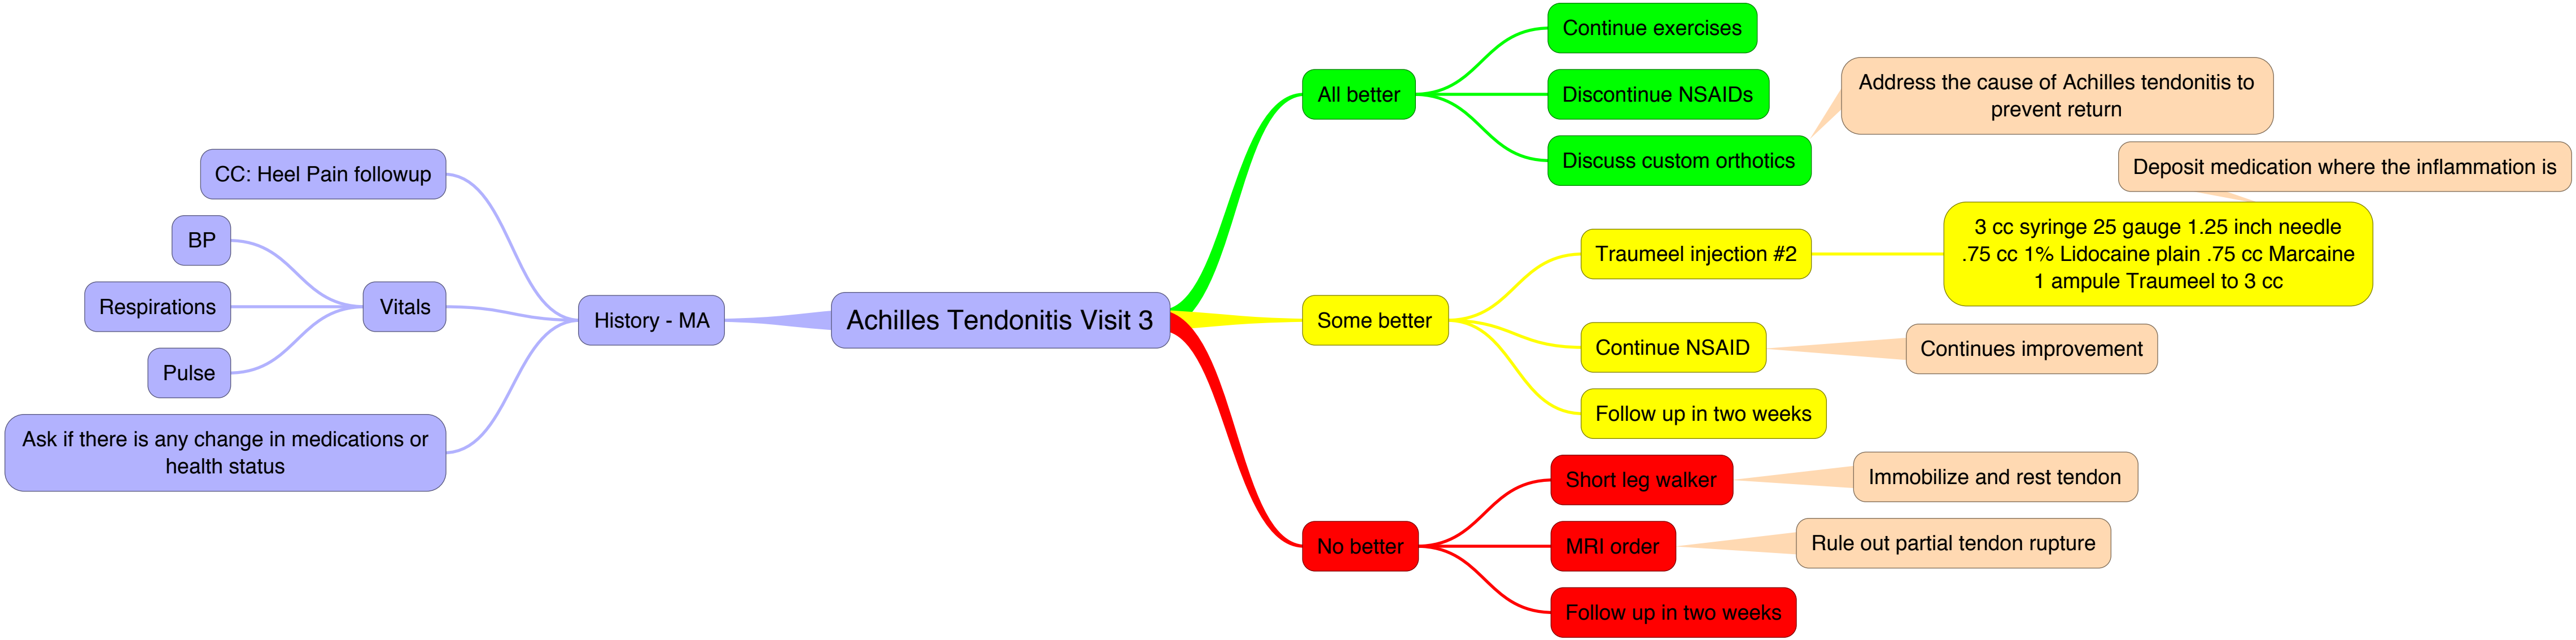 Achilles Tendonitis Visit 3
History - MA
CC: Heel Pain followup
Vitals
BP
Respirations
Pulse
Ask if there is any change in medications or
health status
All better
Continue exercises
Discontinue NSAIDs
Discuss custom orthotics
Address the cause of Achilles tendonitis to
prevent return
Some better
Traumeel injection #2
3 cc syringe 25 gauge 1.25 inch needle
.75 cc 1% Lidocaine plain .75 cc Marcaine
1 ampule Traumeel to 3 cc
Deposit medication where the inflammation is
Continue NSAID
Continues improvement
Follow up in two weeks
No better
Short leg walker
Immobilize and rest tendon
MRI order
Rule out partial tendon rupture
Follow up in two weeks